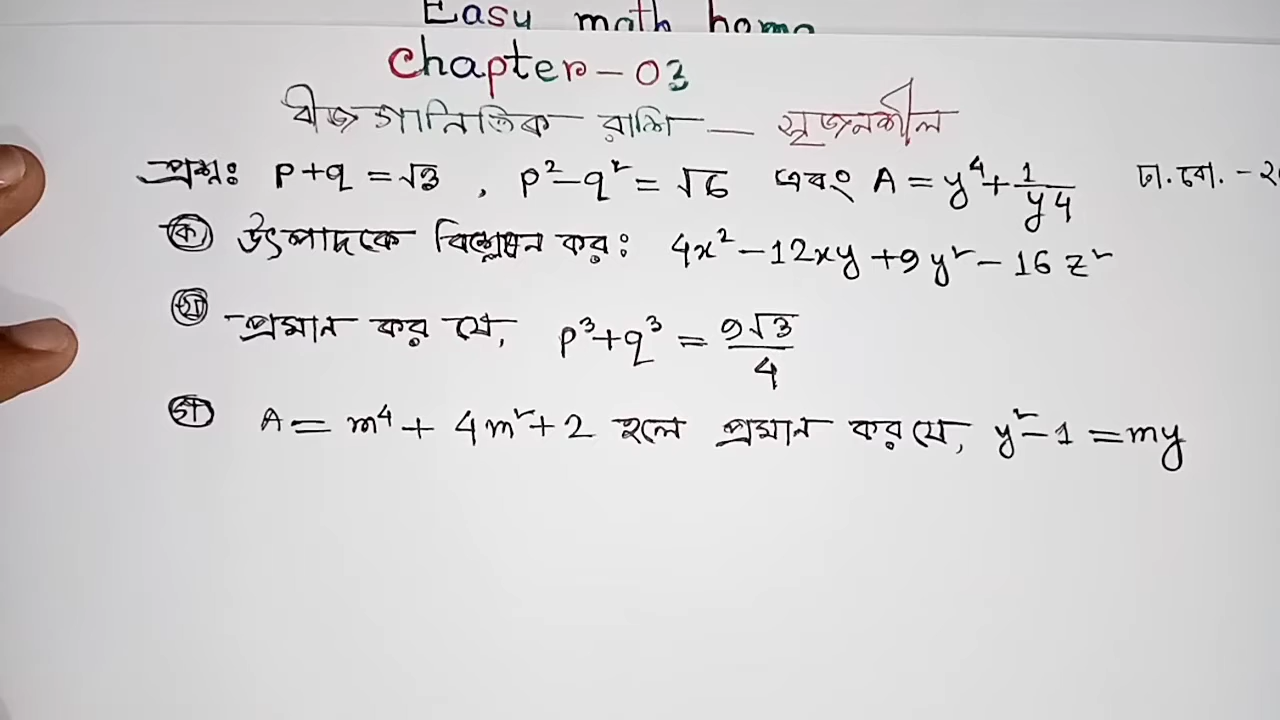 Easy math home
Chapter-03
বীজগানিতিক রাশি - সৃজনশীল
প্রশ্নঃ p+q = √3 , p² - q² = √6 এবং A = y⁴ + 1/y⁴ ঢা. বো. -
ক উৎপাদকে বিশ্লেষন করঃ 4x² - 12xy + 9y² - 16z²
খ প্রমান কর যে, p³+q³ = 9√3/4
গ A = m⁴ + 4m² + 2 হলে প্রমান কর যে, y² - 1 = my